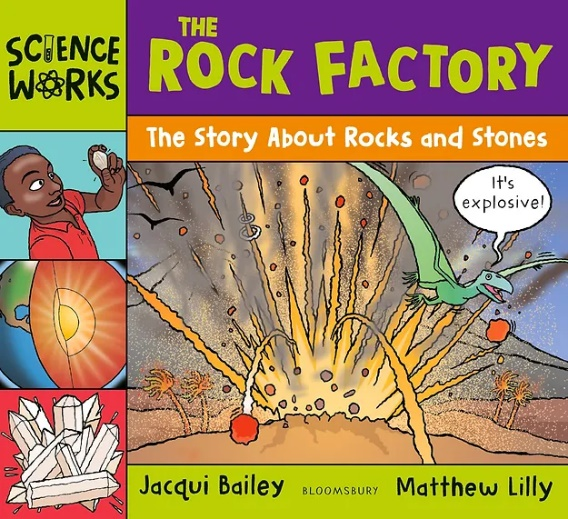 SCIENCE
WORKS
THE
ROCK FACTORY
The Story About Rocks and Stones
It's
explosive!
Jacqui Bailey
BLOOMSBURY
Matthew Lilly